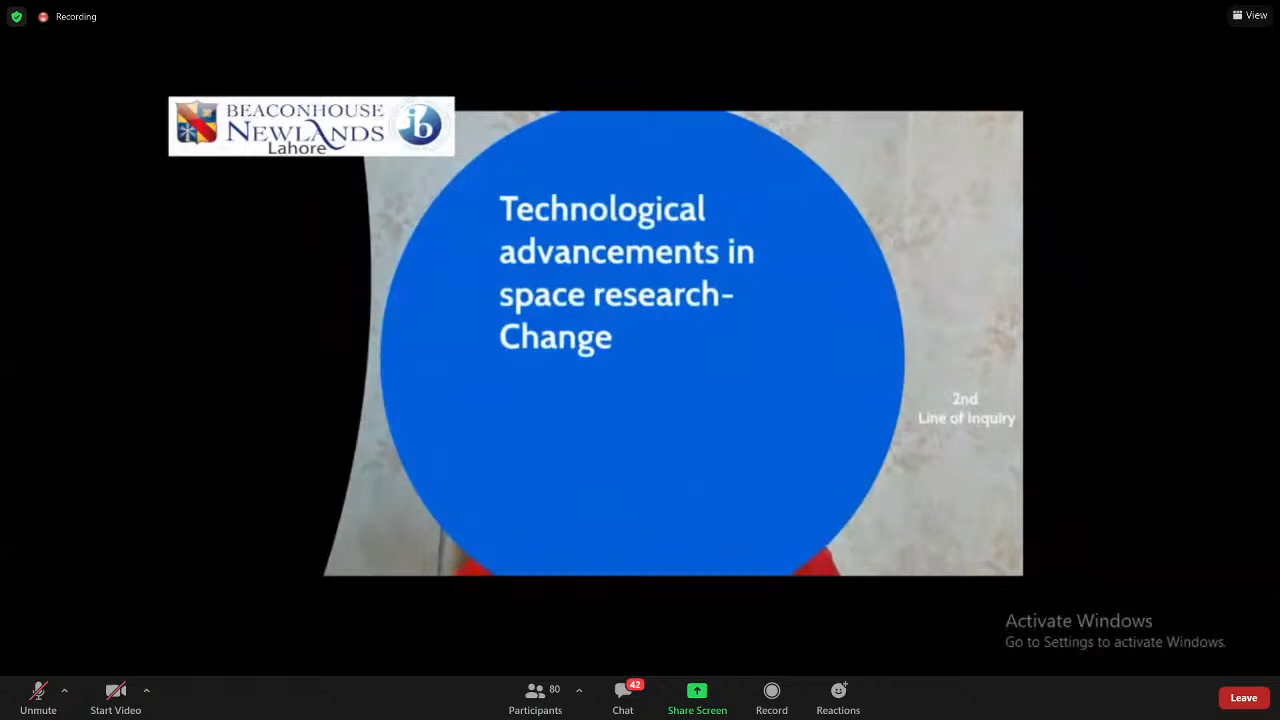 Recording
View
BEACONHOUSE
NEWLANDS
Lahore
ib
Technological
advancements in
space research-
Change
2nd
Line of Inquiry
Activate Windows
Go to Settings to activate Windows.
Unmute
Start Video
80
Participants
42
Chat
Share Screen
Record
Reactions
Leave